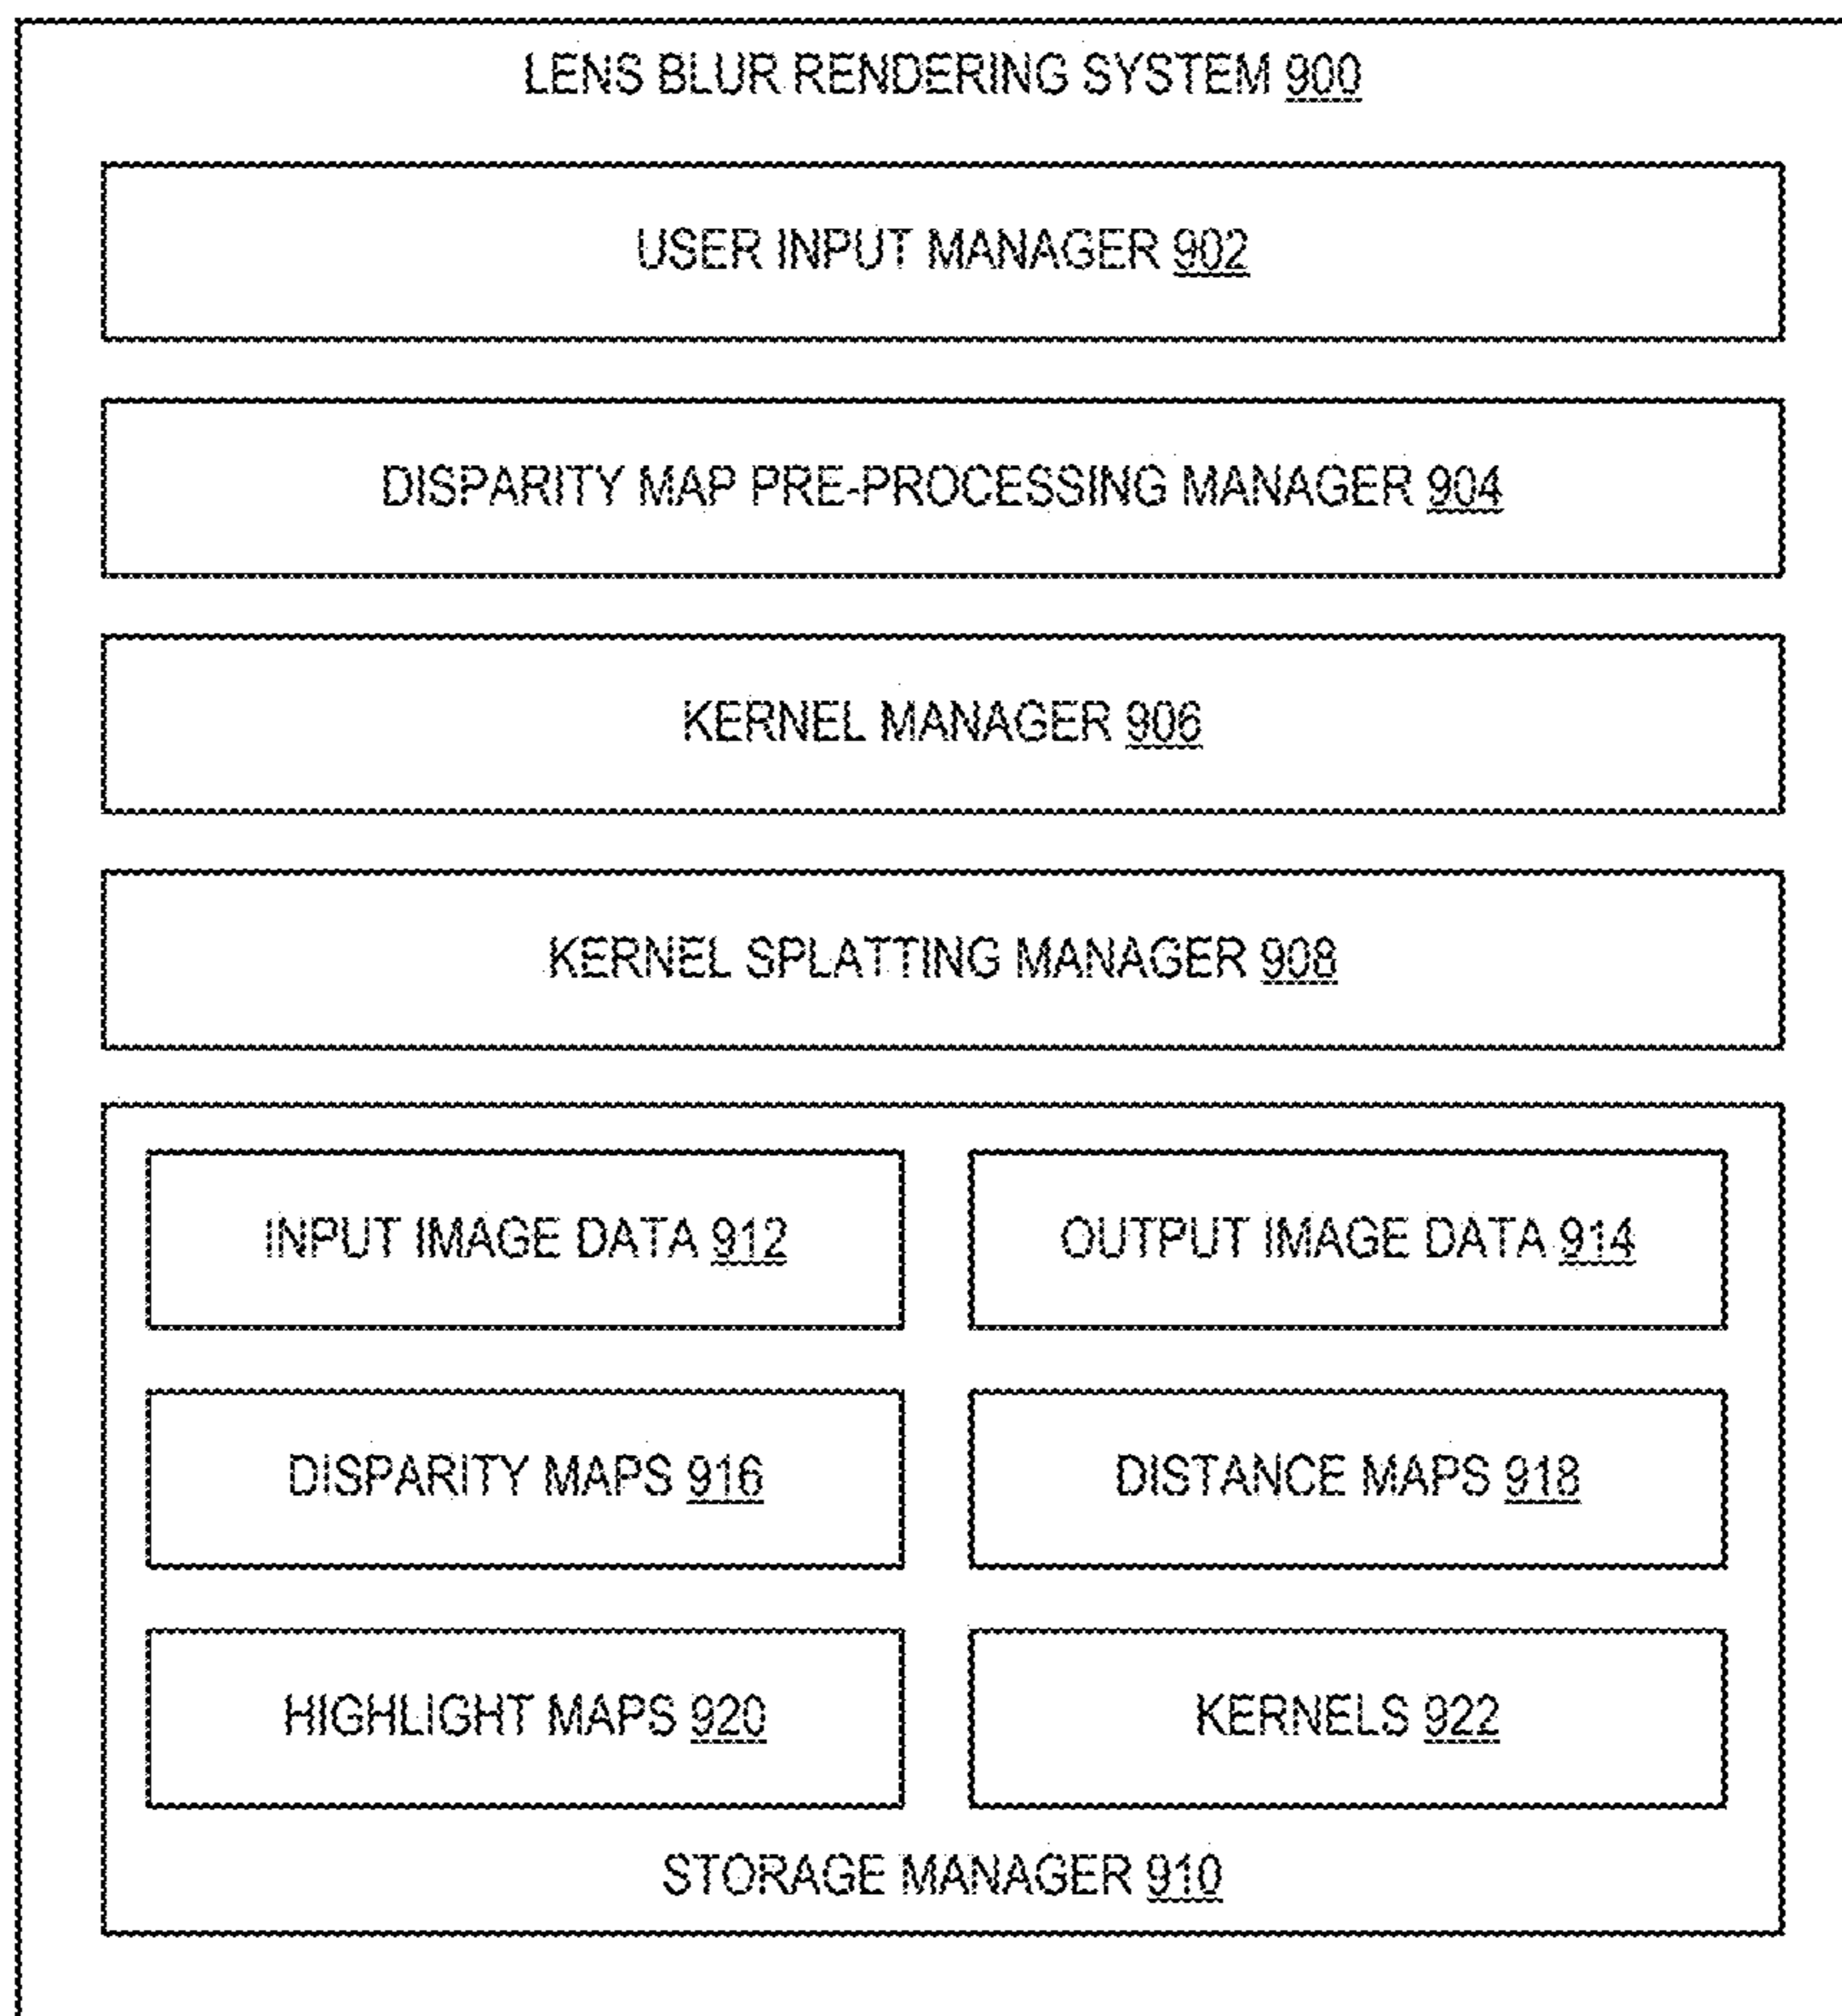 LENS BLUR RENDERING SYSTEM 900
USER INPUT MANAGER 902
DISPARITY MAP PRE-PROCESSING MANAGER 904
KERNEL MANAGER 906
KERNEL SPLATTING MANAGER 908
INPUT IMAGE DATA 912
OUTPUT IMAGE DATA 914
DISPARITY MAPS 916
DISTANCE MAPS 918
HIGHLIGHT MAPS 920
KERNELS 922
STORAGE MANAGER 910